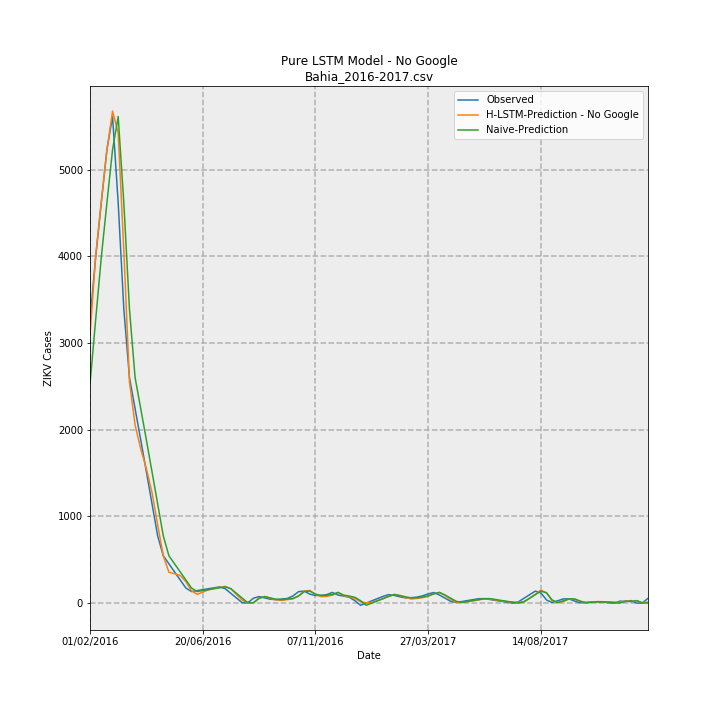 Pure LSTM Model - No Google
Bahia_2016-2017.csv
Observed
H-LSTM-Prediction - No Google
Naive-Prediction
5000
4000
3000
2000
1000
0
ZIKV Cases
01/02/2016
20/06/2016
07/11/2016
27/03/2017
14/08/2017
Date